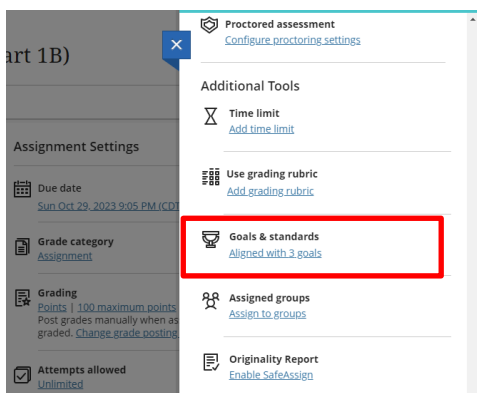 art 1B)
Assignment Settings
Due date
Sun Oct 29, 2023 9:05 PM (CDT
Grade category
Assignment
Grading
Points | 100 maximum points
Post grades manually when as
graded. Change grade posting
Attempts allowed
Unlimited
Proctored assessment
Configure proctoring settings
Additional Tools
Time limit
Add time limit
Use grading rubric
Add grading rubric
Goals & standards
Aligned with 3 goals
Assigned groups
Assign to groups
Originality Report
Enable SafeAssign